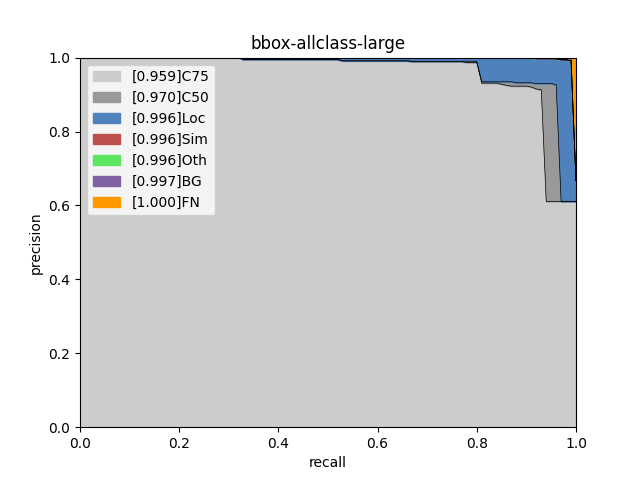 bbox-allclass-large
1.0
0.8
0.6
0.4
0.2
0.0
precision
[0.959]C75
[0.970]C50
[0.996]Loc
[0.996]Sim
[0.996]Oth
[0.997]BG
[1.000]FN
0.0 0.2 0.4 0.6 0.8 1.0
recall